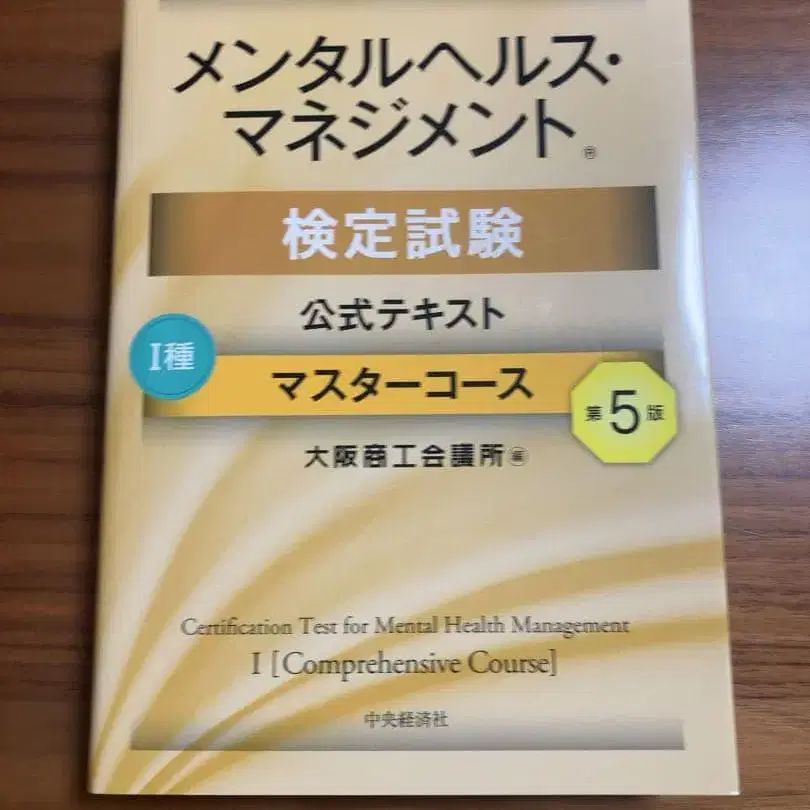 メンタルヘルス・
マネジメント®
検定試験
公式テキスト
I種
マスターコース
第5版
大阪商工会議所 編
Certification Test for Mental Health Management
I [Comprehensive Course]
中央経済社